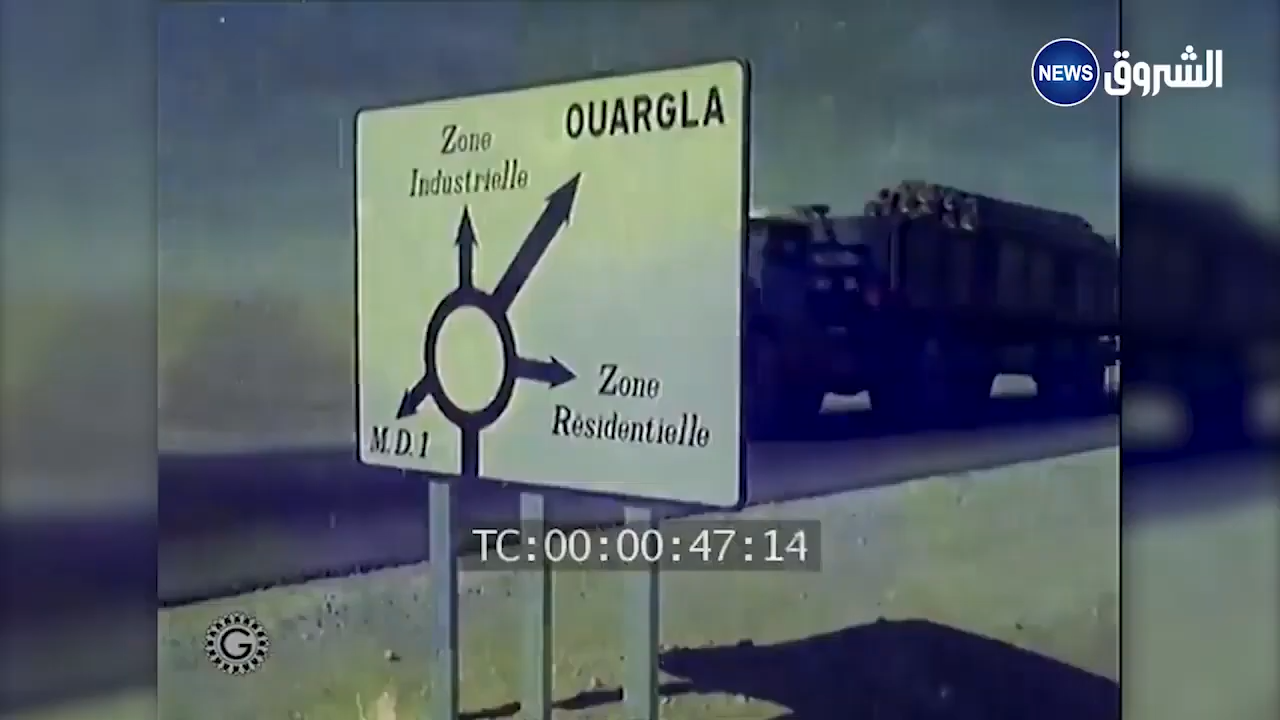 NEWS الشروق
OUARGLA
Zone
Industrielle
Zone
Résidentielle
M.D.1
TC:00:00:47:14
G